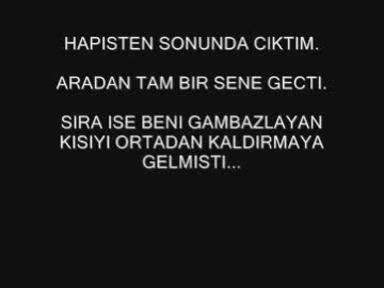 HAPISTEN SONUNDA CIKTIM.
ARADAN TAM BIR SENE GECTI.
SIRA ISE BENI GAMBAZLAYAN
KISIYI ORTADAN KALDIRMAYA
GELMISTI...